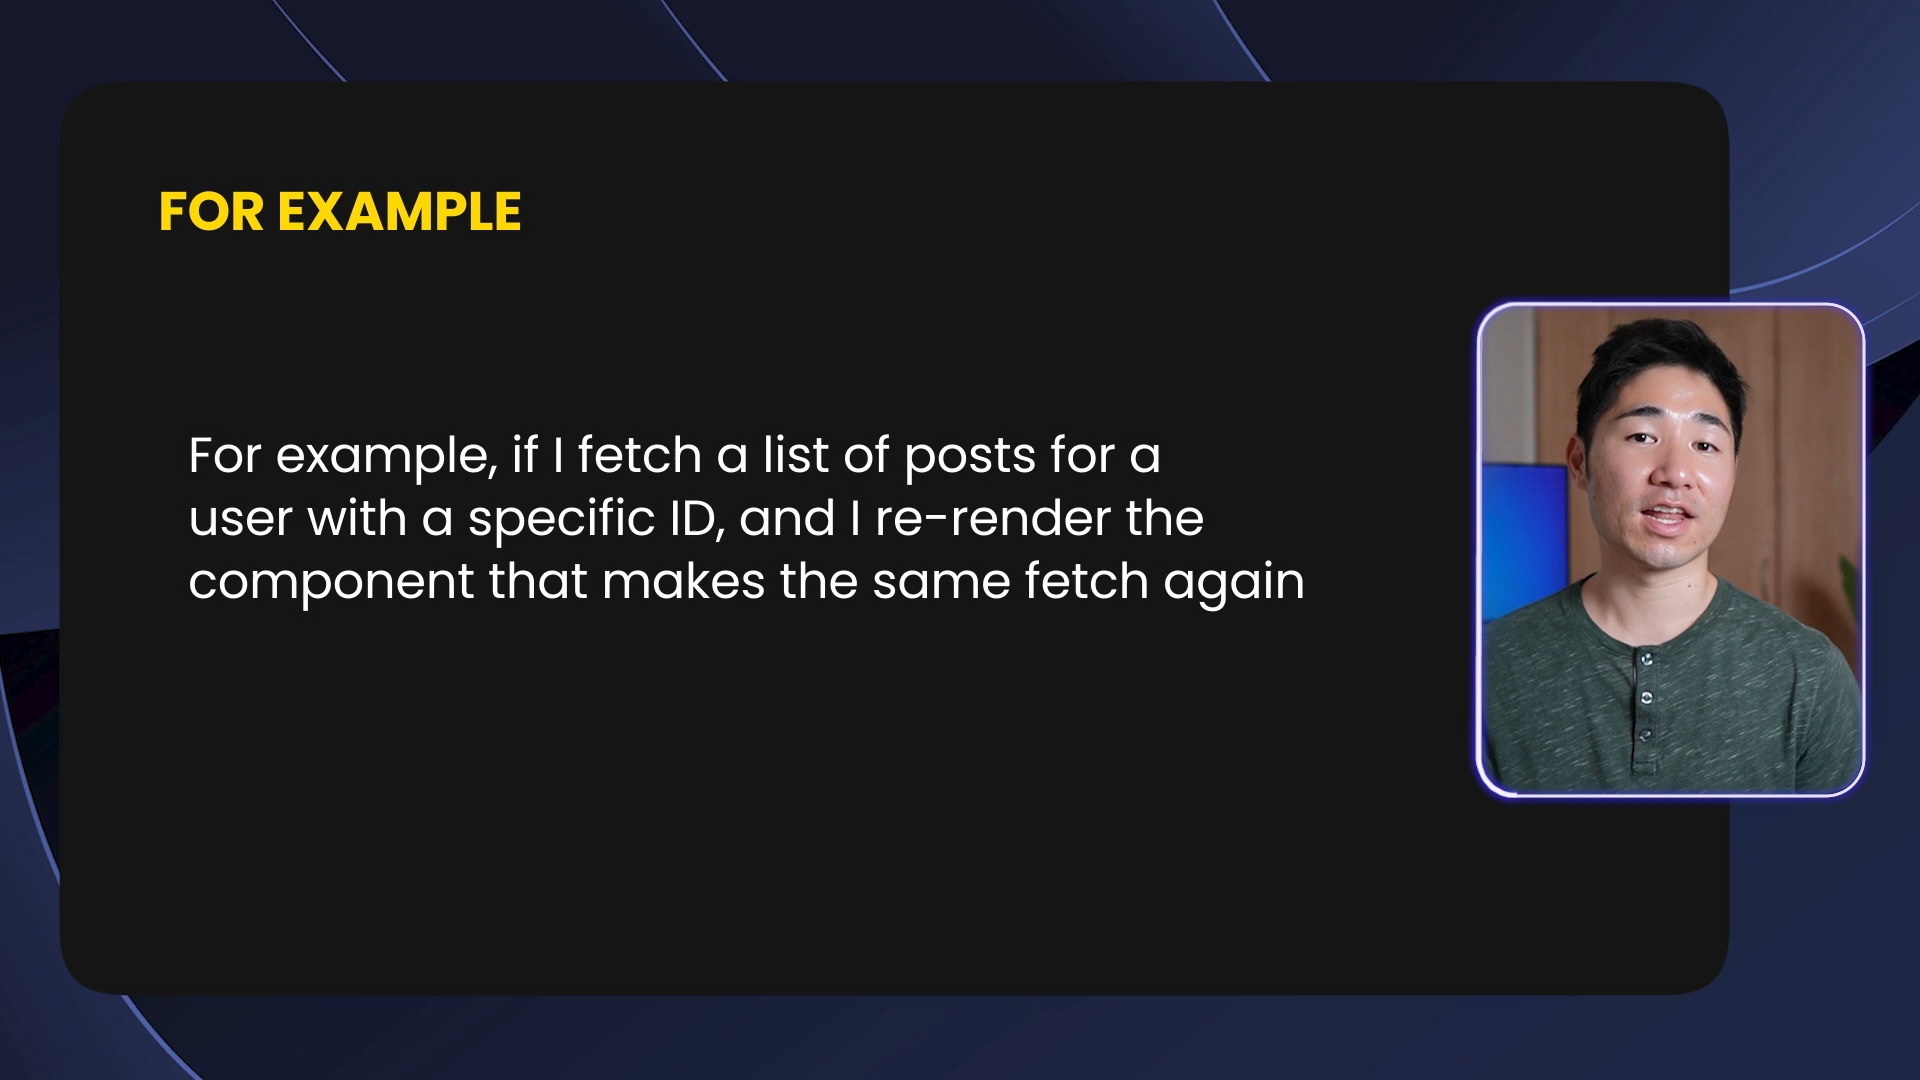 FOR EXAMPLE
For example, if I fetch a list of posts for a
user with a specific ID, and I re-render the
component that makes the same fetch again